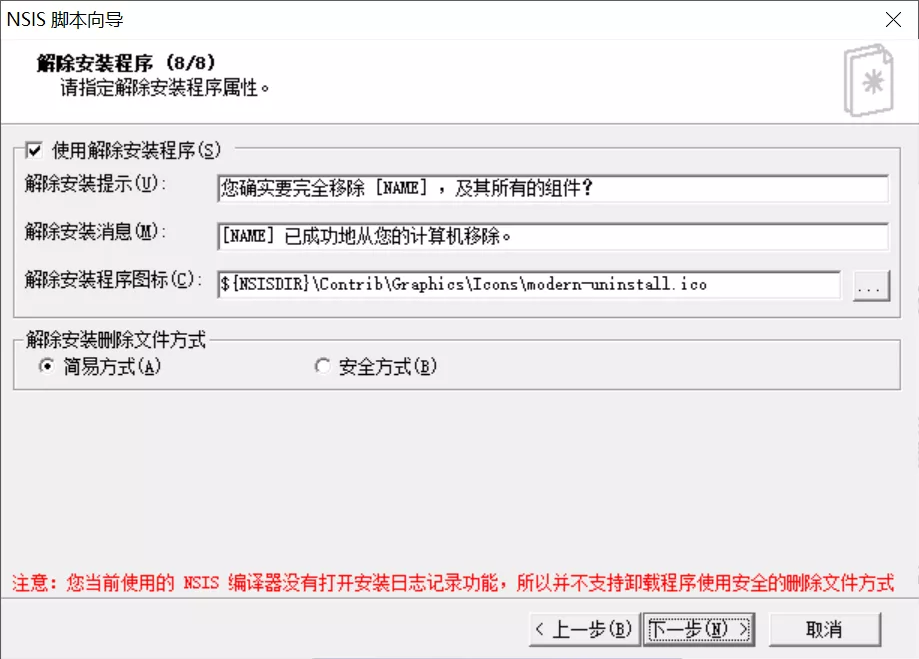 NSIS 脚本向导
解除安装程序 (8/8)
请指定解除安装程序属性。
使用解除安装程序(S)
解除安装提示(U): 您确实要完全移除 [NAME] ，及其所有的组件？
解除安装消息(M): [NAME] 已成功地从您的计算机移除。
解除安装程序图标(C): ${NSISDIR}\Contrib\Graphics\Icons\modern-uninstall.ico ...
解除安装删除文件方式
简易方式(A) 安全方式(B)
注意：您当前使用的 NSIS 编译器没有打开安装日志记录功能，所以并不支持卸载程序使用安全的删除文件方式
< 上一步(B) 下一步(N) > 取消